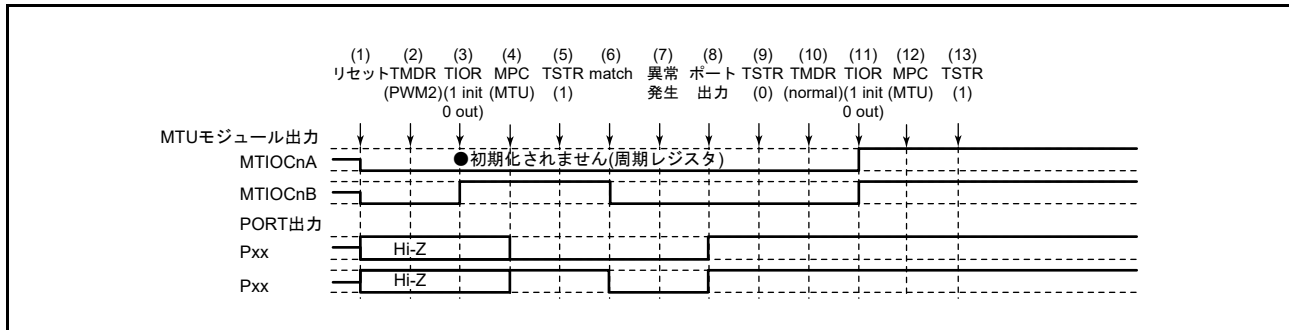 (1) (2) (3) (4) (5) (6) (7) (8) (9) (10) (11) (12) (13)
リセット TMDR TIOR MPC TSTR match 異常 ポート TSTR TMDR TIOR MPC TSTR
(PWM2) (1 init (MTU) (1) 発生 出力 (0) (normal) (1 init (MTU) (1)
0 out) 0 out)
MTUモジュール出力
MTIOCnA ●初期化されません(周期レジスタ)
MTIOCnB
PORT出力
Pxx Hi-Z
Pxx Hi-Z